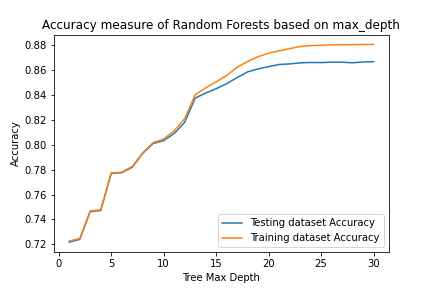 Accuracy measure of Random Forests based on max_depth
0.88
0.86
0.84
0.82
0.80
0.78
0.76
0.74
0.72
Accuracy
Testing dataset Accuracy
Training dataset Accuracy
0 5 10 15 20 25 30
Tree Max Depth